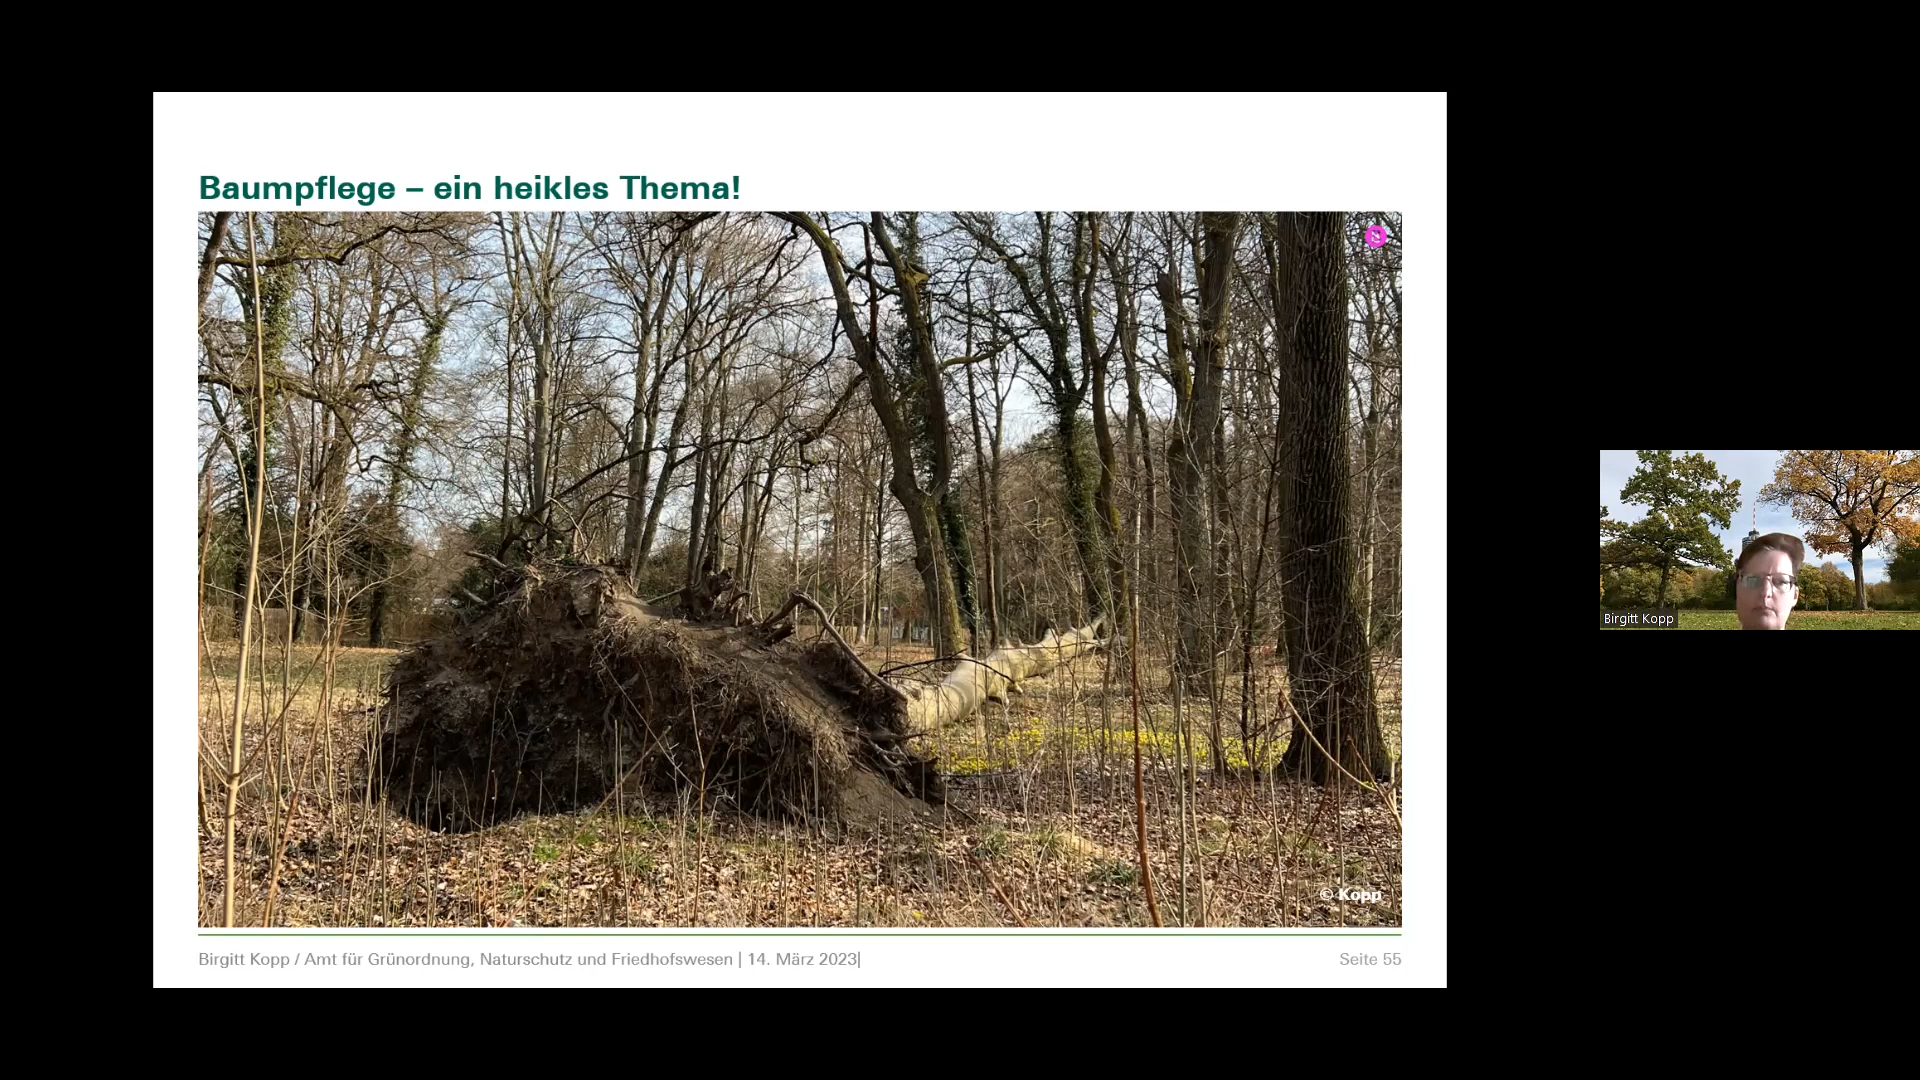 Baumpflege – ein heikles Thema!
© Kopp
Birgitt Kopp / Amt für Grünordnung, Naturschutz und Friedhofswesen | 14. März 2023|
Seite 55
Birgitt Kopp